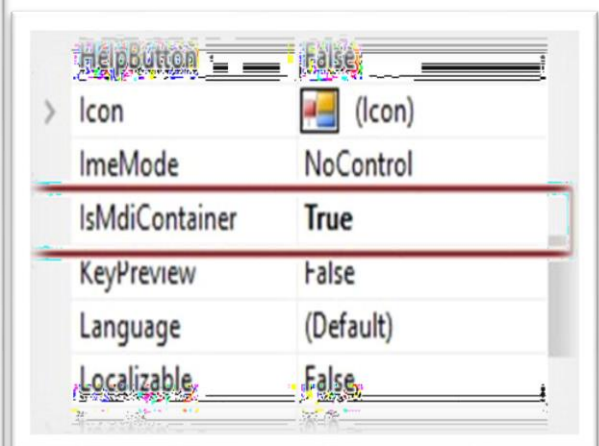 HelpButton False
Icon (Icon)
ImeMode NoControl
IsMdiContainer True
KeyPreview False
Language (Default)
Localizable False